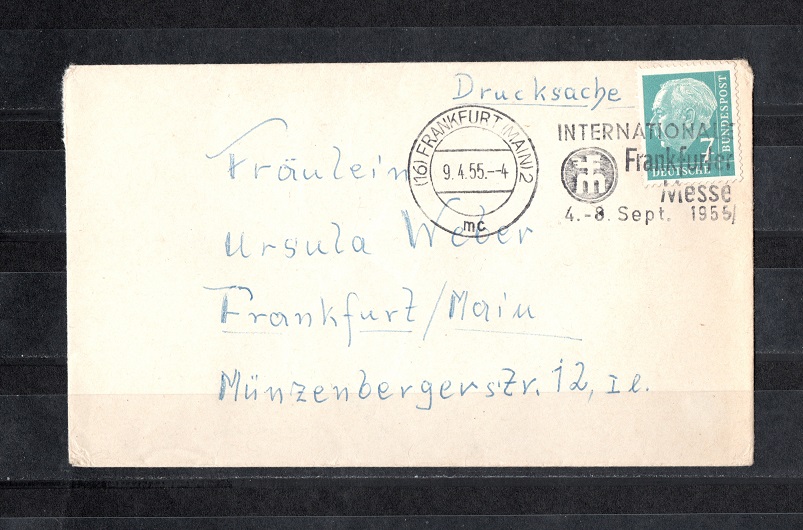 Drucksache
(16) FRANKFURT (MAIN) 2
9.4.55.--4
mc
INTERNATIONALE
Frankfurter
Messe
4.-8. Sept. 1955
7
DEUTSCHE
BUNDESPOST
Fräulein
Ursula Weber
Frankfurt/Main
Münzenbergerstr. 12, II.